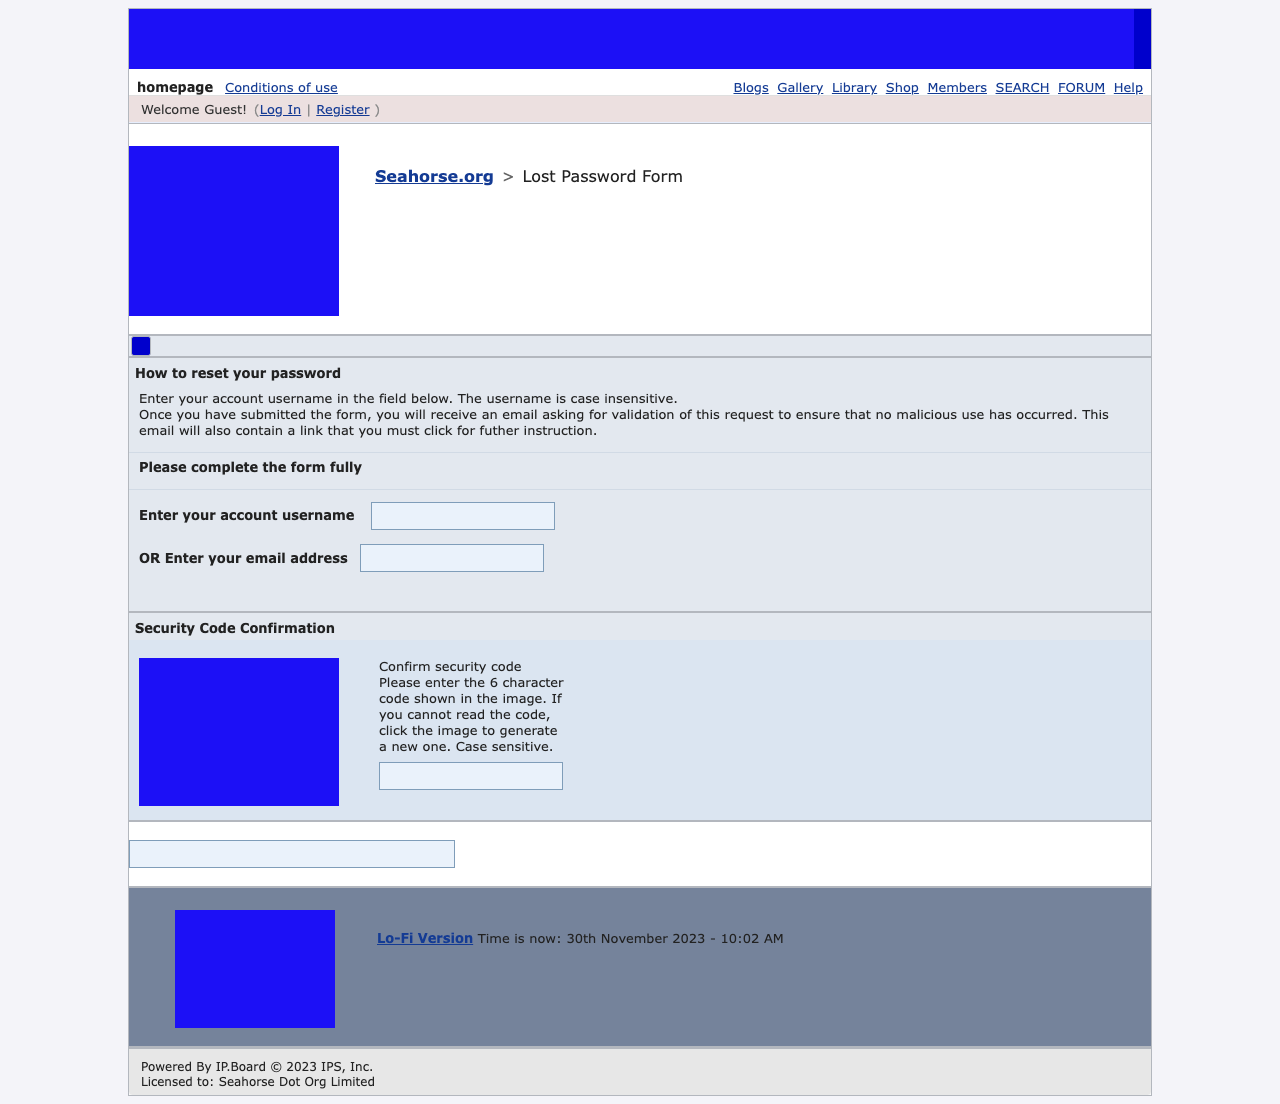 homepage Conditions of use Blogs Gallery Library Shop Members SEARCH FORUM Help
Welcome Guest! (Log In | Register )
Seahorse.org > Lost Password Form
How to reset your password
Enter your account username in the field below. The username is case insensitive.
Once you have submitted the form, you will receive an email asking for validation of this request to ensure that no malicious use has occurred. This
email will also contain a link that you must click for futher instruction.
Please complete the form fully
Enter your account username
OR Enter your email address
Security Code Confirmation
Confirm security code
Please enter the 6 character
code shown in the image. If
you cannot read the code,
click the image to generate
a new one. Case sensitive.
Lo-Fi Version Time is now: 30th November 2023 - 10:02 AM
Powered By IP.Board © 2023 IPS, Inc.
Licensed to: Seahorse Dot Org Limited